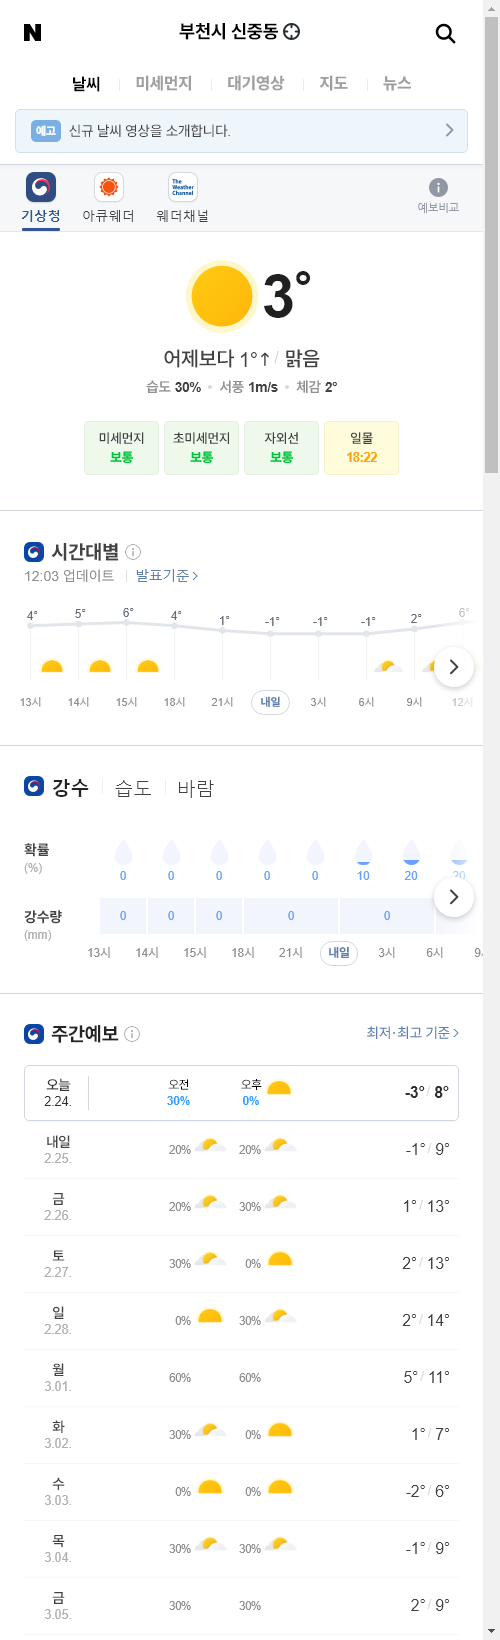 N
부천시 신중동
날씨 미세먼지 대기영상 지도 뉴스
예고 신규 날씨 영상을 소개합니다.
The Weather Channel
기상청 아큐웨더 웨더채널 예보비교
3°
어제보다 1°↑ / 맑음
습도 30% 서풍 1m/s 체감 2°
미세먼지 초미세먼지 자외선 일몰
보통 보통 보통 18:22
시간대별
12:03 업데이트 발표기준
4° 5° 6° 4° 1° -1° -1° -1° 2° 6°
13시 14시 15시 18시 21시 내일 3시 6시 9시 12시
강수 습도 바람
확률
(%)
0 0 0 0 0 10 20 20
강수량
(mm)
0 0 0 0 0
13시 14시 15시 18시 21시 내일 3시 6시
주간예보 최저·최고 기준
오늘 오전 오후
2.24. 30% 0% -3° / 8°
내일
2.25. 20% 20% -1° / 9°
금
2.26. 20% 30% 1° / 13°
토
2.27. 30% 0% 2° / 13°
일
2.28. 0% 30% 2° / 14°
월
3.01. 60% 60% 5° / 11°
화
3.02. 30% 0% 1° / 7°
수
3.03. 0% 0% -2° / 6°
목
3.04. 30% 30% -1° / 9°
금
3.05. 30% 30% 2° / 9°